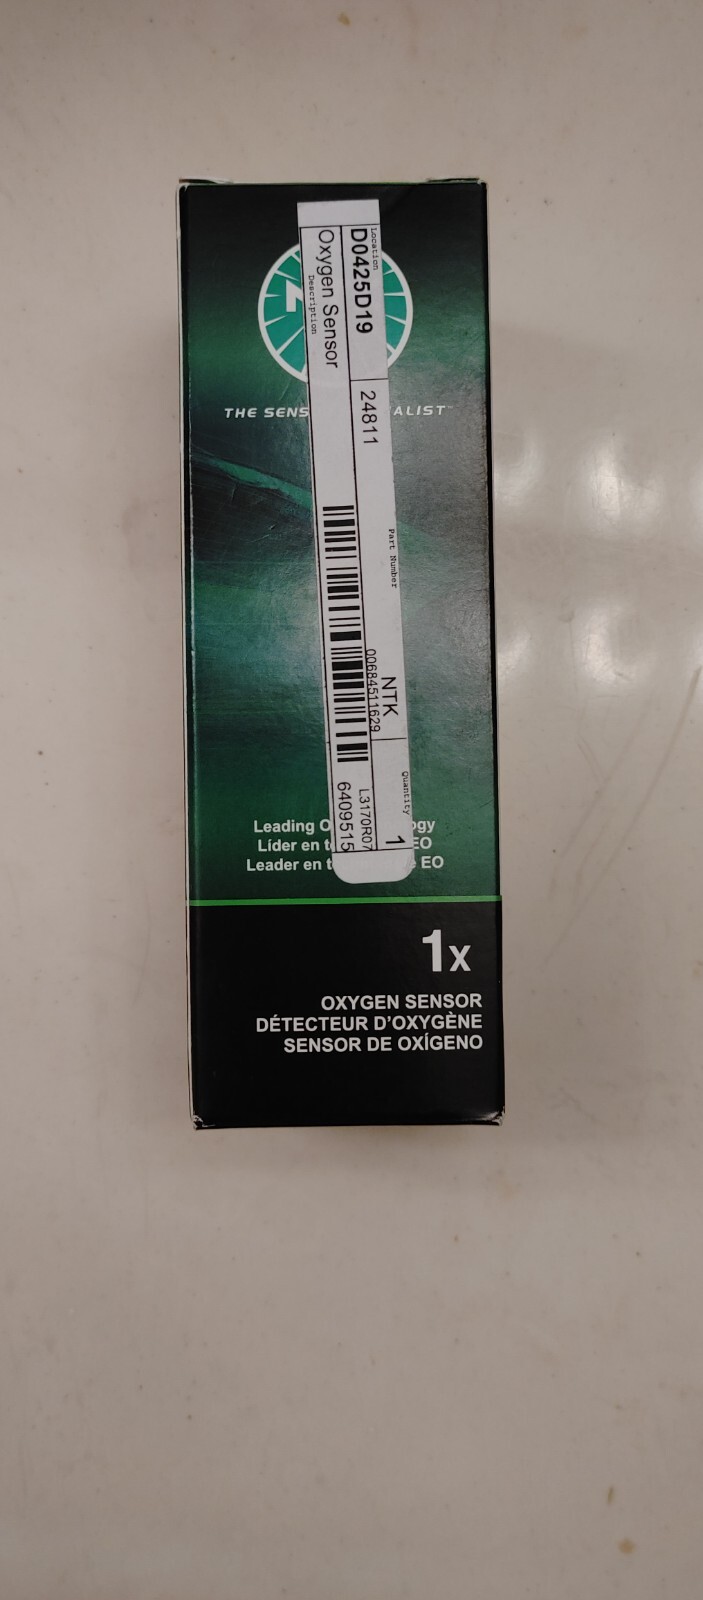 Location
D0425D19
24811
Part Number
NTK
Quantity
1
Oxygen Sensor
Description
00684511629
L3170R07
6409515
THE SENS ALIST™
Leading O ogy
Líder en t EO
Leader en t e EO
1x
OXYGEN SENSOR
DÉTECTEUR D'OXYGÈNE
SENSOR DE OXÍGENO